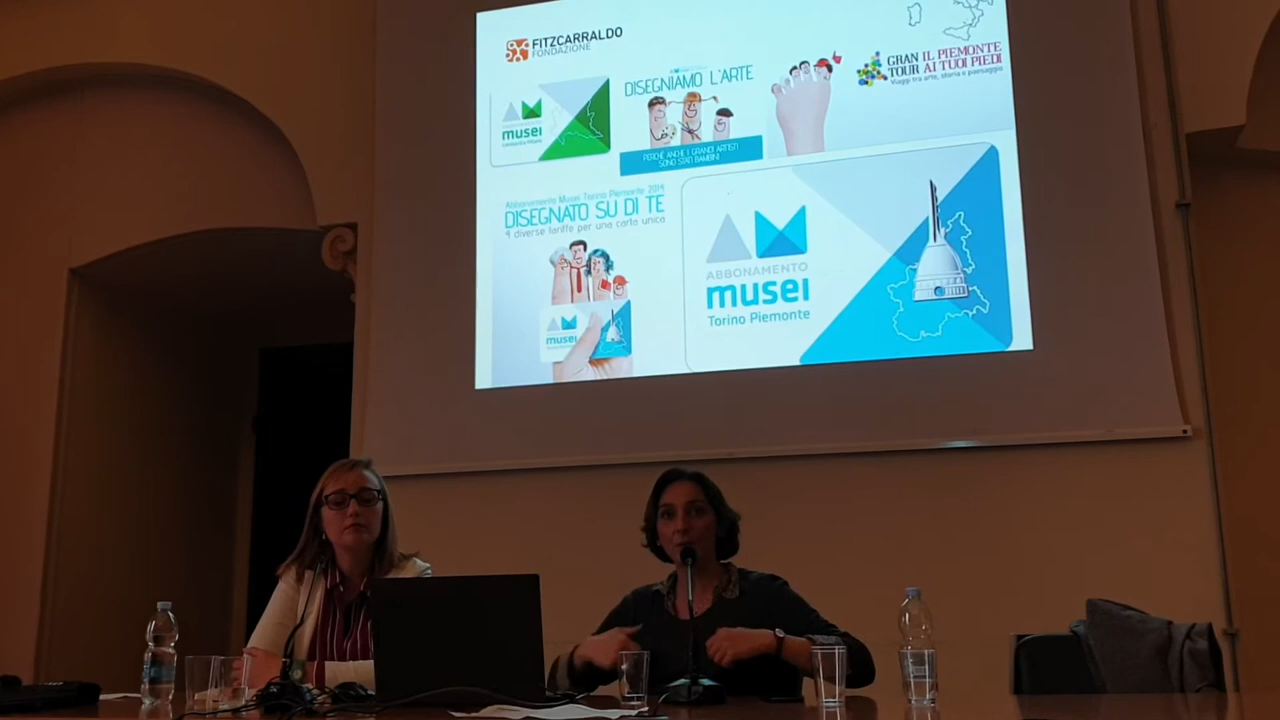 FITZCARRALDO
FONDAZIONE
musei
DISEGNIAMO L'ARTE
PERCHÉ ANCHE I GRANDI ARTISTI
SONO STATI BAMBINI
GRAN IL PIEMONTE
TOUR AI TUOI PIEDI
Viaggi tra arte, storia e paesaggio
Abbonamento Musei Torino Piemonte 2014
DISEGNATO SU DI TE
4 diverse tariffe per una carta unica
musei
ABBONAMENTO
musei
Torino Piemonte